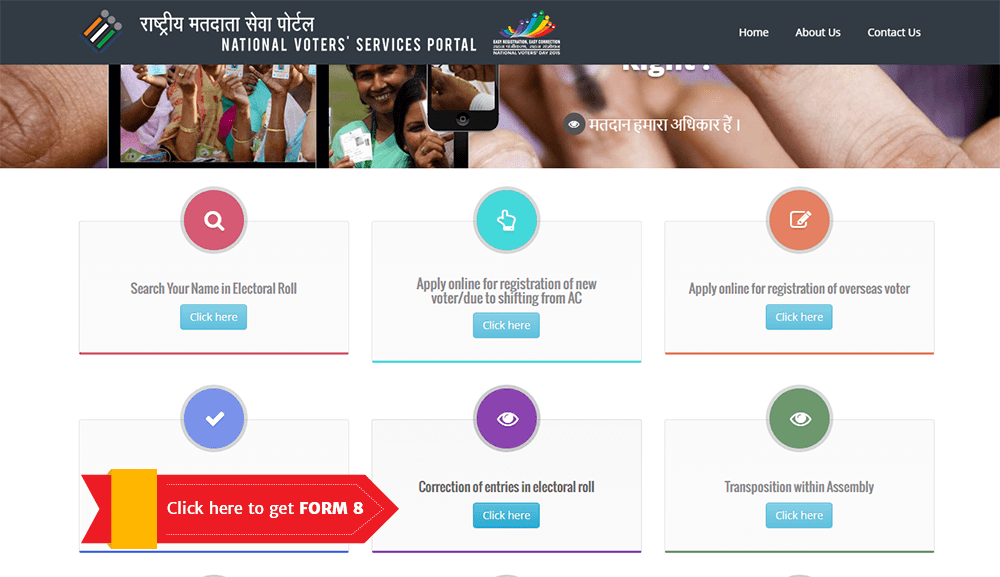 राष्ट्रीय मतदाता सेवा पोर्टल
NATIONAL VOTERS' SERVICES PORTAL
EASY REGISTRATION, EASY CORRECTION
NATIONAL VOTERS' DAY 2015
Home
About Us
Contact Us
Right!
मतदान हमारा अधिकार हें ।
Search Your Name in Electoral Roll
Click here
Apply online for registration of new
voter/due to shifting from AC
Click here
Apply online for registration of overseas voter
Click here
Click here to get FORM 8
Correction of entries in electoral roll
Click here
Transposition within Assembly
Click here